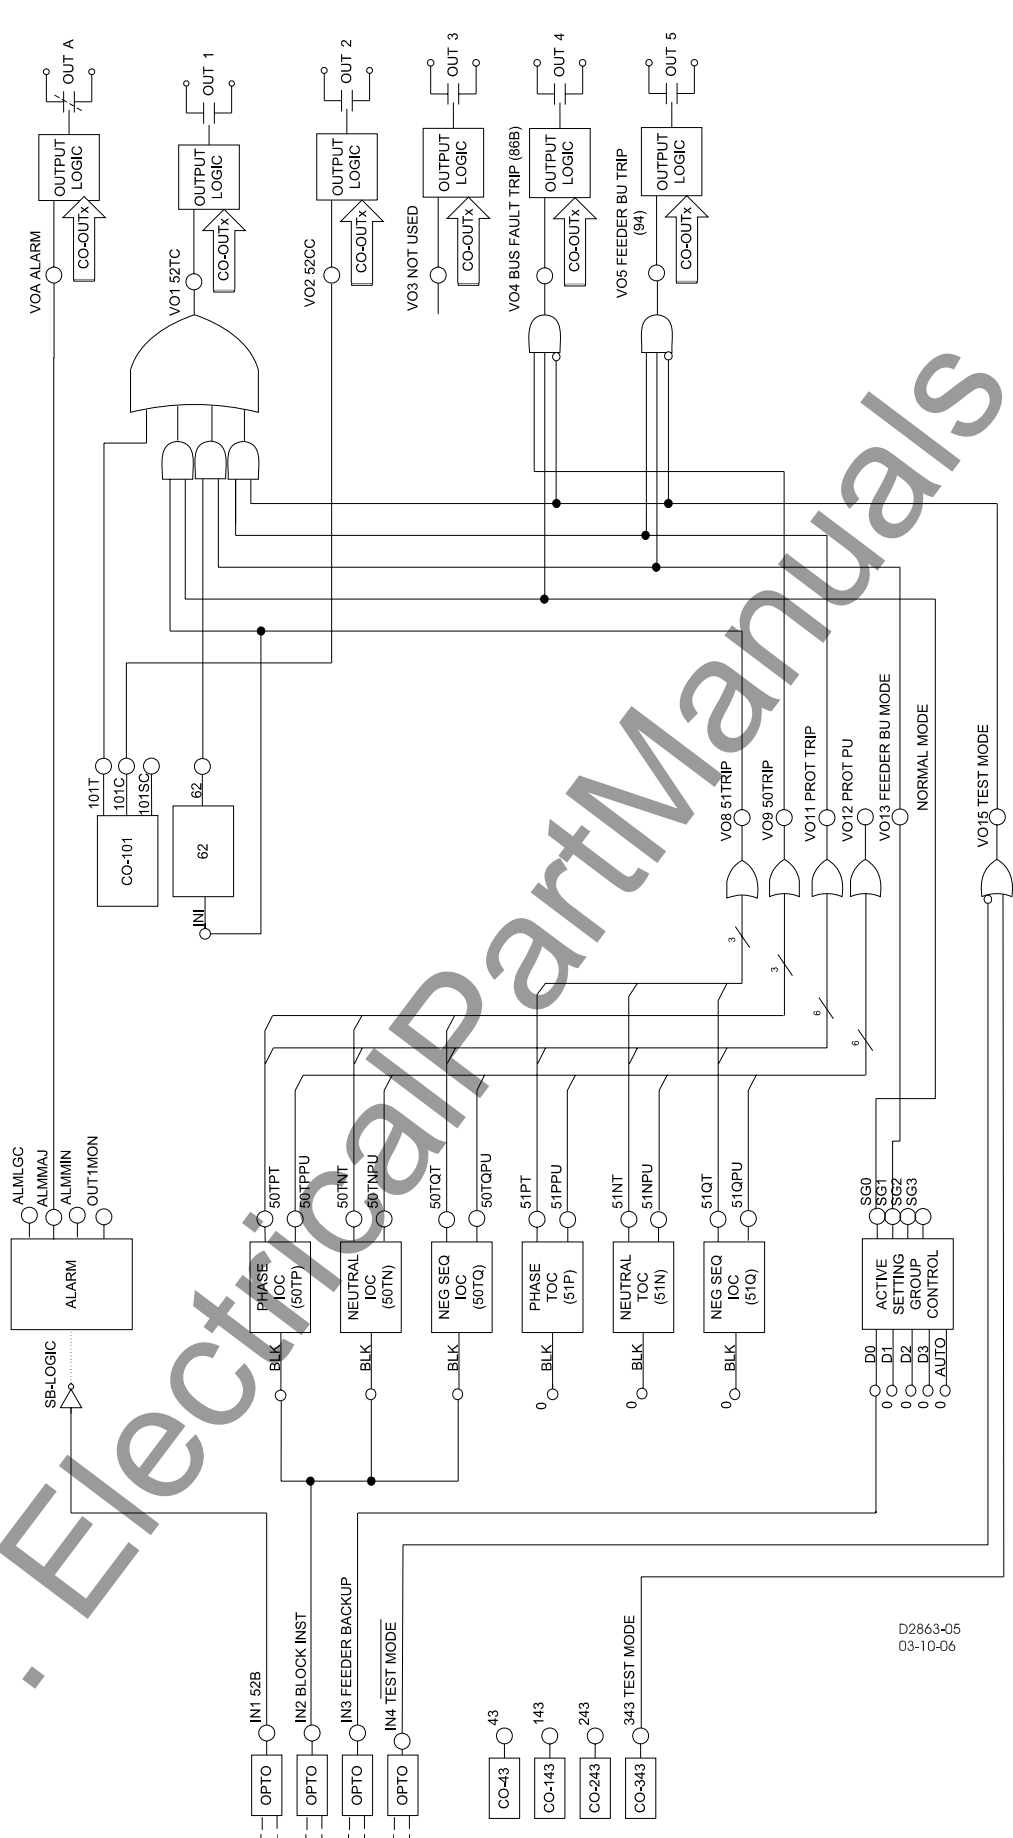 OUT A
OUT 1
OUT 2
OUT 3
OUT 4
OUT 5
OUTPUT
LOGIC
OUTPUT
LOGIC
OUTPUT
LOGIC
OUTPUT
LOGIC
OUTPUT
LOGIC
OUTPUT
LOGIC
CO-OUTx
CO-OUTx
CO-OUTx
CO-OUTx
CO-OUTx
CO-OUTx
VOA ALARM
VO1 52TC
VO2 52CC
VO3 NOT USED
VO4 BUS FAULT TRIP (86B)
VO5 FEEDER BU TRIP
(94)
101T
101C
101SC
CO-101
62
62
INI
VO8 51TRIP
VO9 50TRIP
VO11 PROT TRIP
VO12 PROT PU
VO13 FEEDER BU MODE
NORMAL MODE
VO15 TEST MODE
3
3
6
6
ALMLGC
ALMMAJ
ALMMIN
OUT1MON
ALARM
SB-LOGIC
50TPT
50TPPU
50TNT
50TNPU
50TQT
50TQPU
51PT
51PPU
51NT
51NPU
51QT
51QPU
SG0
SG1
SG2
SG3
PHASE
IOC
(50TP)
NEUTRAL
IOC
(50TN)
NEG SEQ
IOC
(50TQ)
PHASE
TOC
(51P)
NEUTRAL
TOC
(51N)
NEG SEQ
IOC
(51Q)
ACTIVE
SETTING
GROUP
CONTROL
BLK
BLK
BLK
BLK
BLK
BLK
0
0
0
D0
D1
D2
D3
AUTO
0
0
0
0
IN1 52B
IN2 BLOCK INST
IN3 FEEDER BACKUP
IN4 TEST MODE
OPTO
OPTO
OPTO
OPTO
43
143
243
343 TEST MODE
CO-43
CO-143
CO-243
CO-343
D2863-05
03-10-06
. ElectricalPartManuals